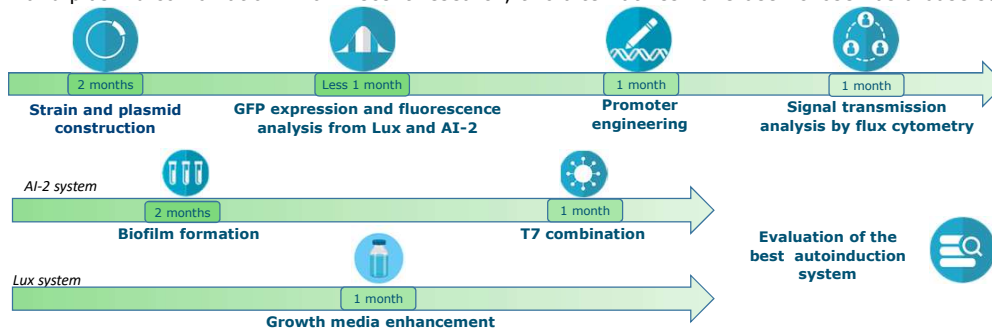 2 months
Less 1 month
1 month
1 month
Strain and plasmid
construction
GFP expression and fluorescence
analysis from Lux and AI-2
Promoter
engineering
Signal transmission
analysis by flux cytometry
AI-2 system
2 months
1 month
Biofilm formation
T7 combination
Evaluation of the
best autoinduction
system
Lux system
1 month
Growth media enhancement